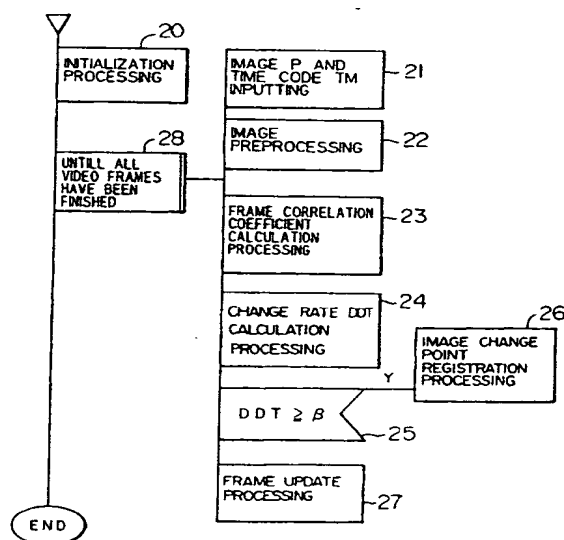 20
INITIALIZATION
PROCESSING
28
UNTILL ALL
VIDEO FRAMES
HAVE BEEN
FINISHED
END
IMAGE P AND
TIME CODE TM
INPUTTING
21
IMAGE
PREPROCESSING
22
FRAME CORRELATION
COEFFICIENT
CALCULATION
PROCESSING
23
CHANGE RATE DDT
CALCULATION
PROCESSING
24
DDT ≥ β
25
Y
26
IMAGE CHANGE
POINT
REGISTRATION
PROCESSING
FRAME UPDATE
PROCESSING
27